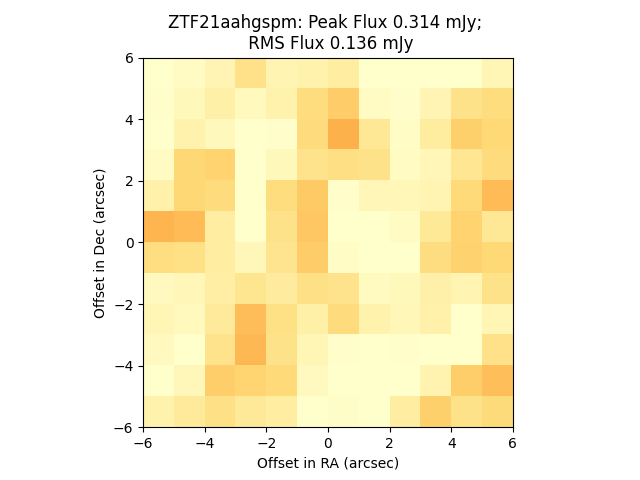 ZTF21aahgspm: Peak Flux 0.314 mJy;
RMS Flux 0.136 mJy
6
4
2
0
−2
−4
−6
Offset in Dec (arcsec)
−6 −4 −2 0 2 4 6
Offset in RA (arcsec)